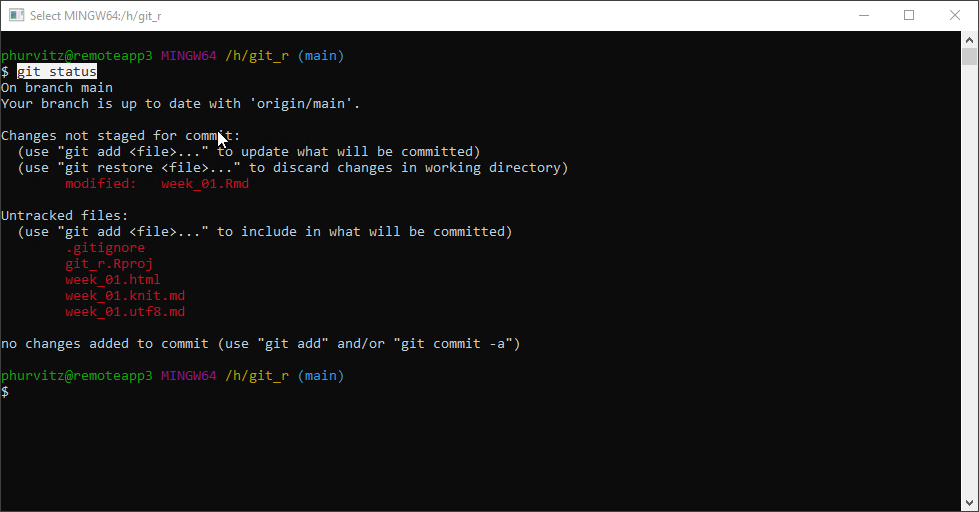 Select MINGW64:/h/git_r
phurvitz@remoteapp3 MINGW64 /h/git_r (main)
$ git status
On branch main
Your branch is up to date with 'origin/main'.
Changes not staged for commit:
(use "git add <file>..." to update what will be committed)
(use "git restore <file>..." to discard changes in working directory)
modified:   week_01.Rmd
Untracked files:
(use "git add <file>..." to include in what will be committed)
.gitignore
git_r.Rproj
week_01.html
week_01.knit.md
week_01.utf8.md
no changes added to commit (use "git add" and/or "git commit -a")
phurvitz@remoteapp3 MINGW64 /h/git_r (main)
$